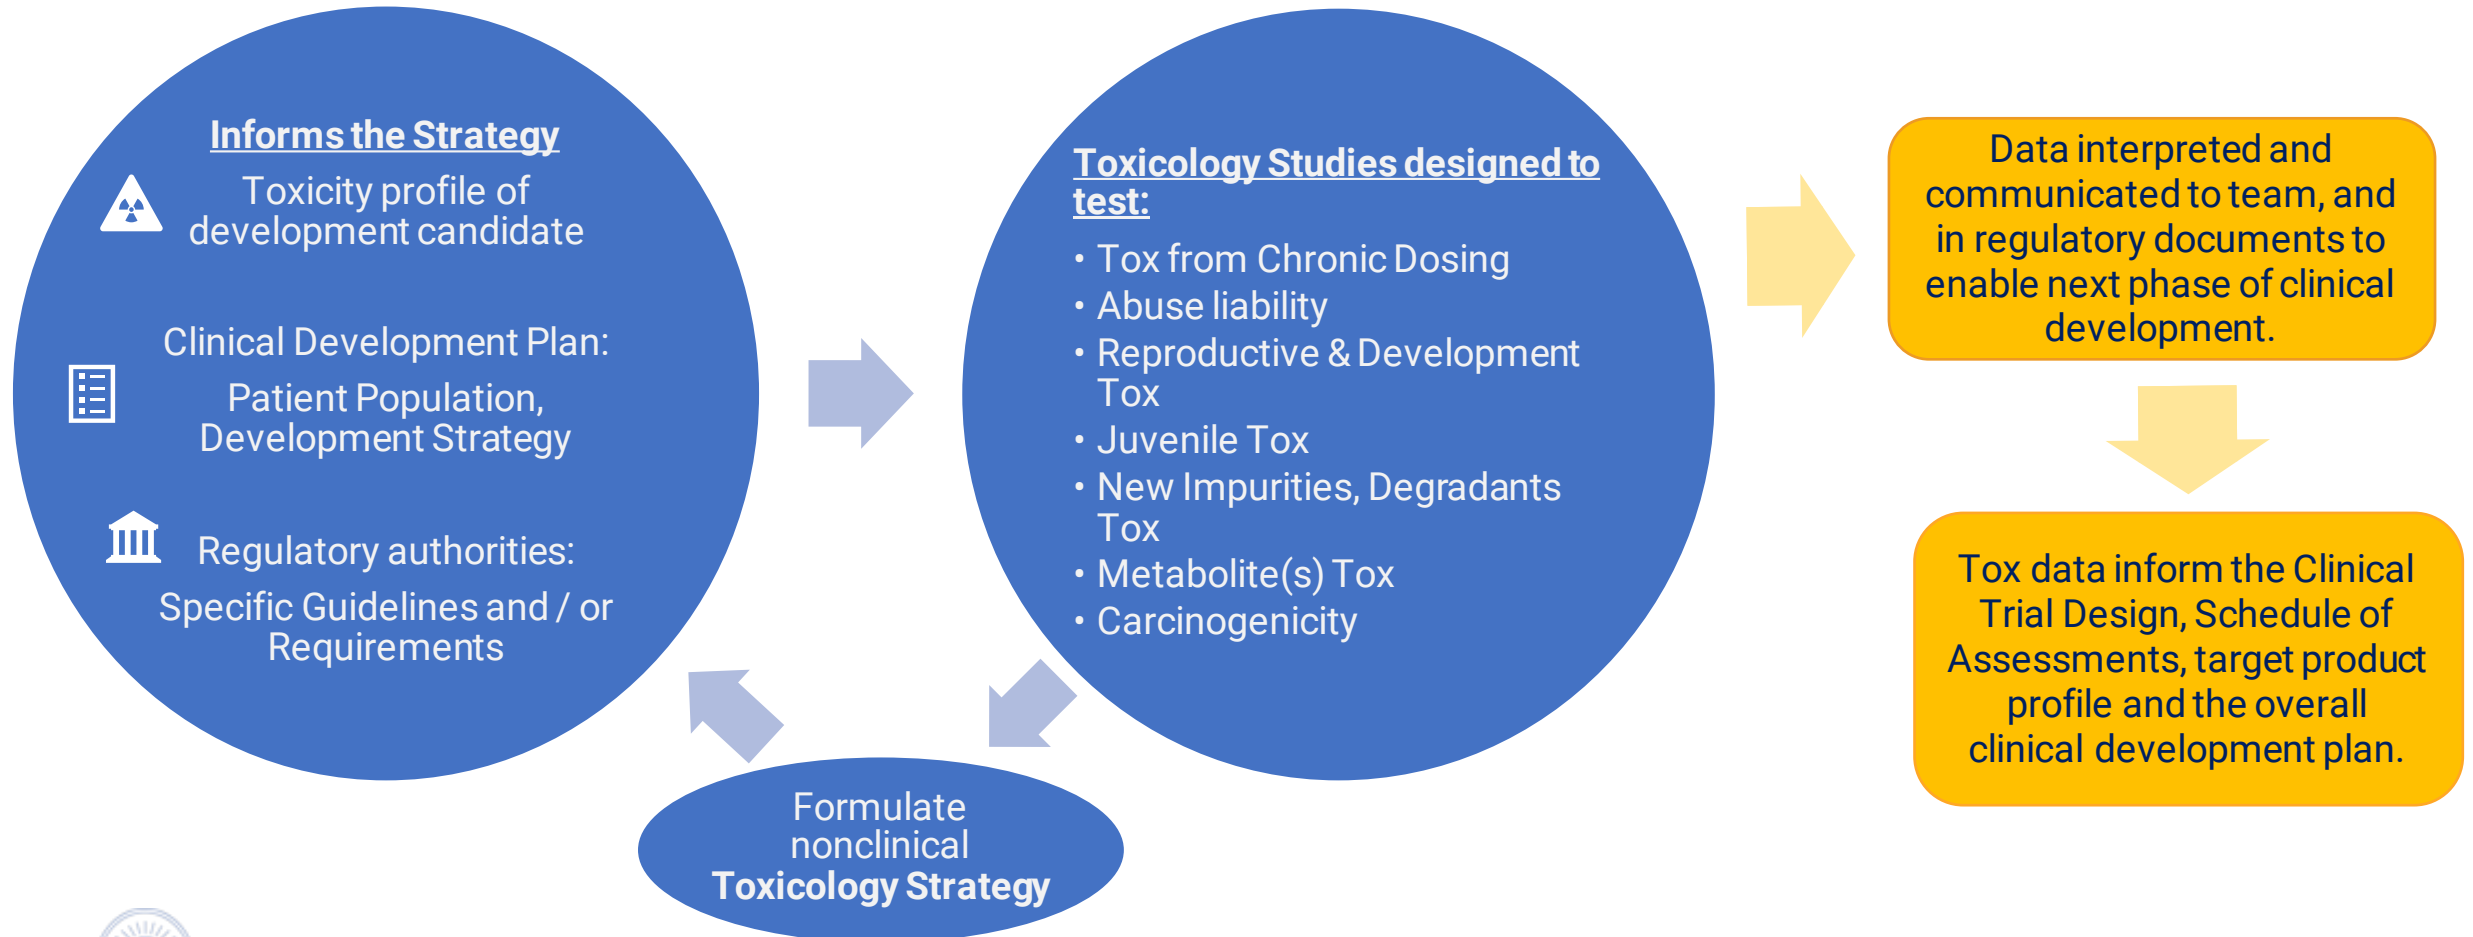 Informs the Strategy
Toxicity profile of
development candidate
Clinical Development Plan:
Patient Population,
Development Strategy
Regulatory authorities:
Specific Guidelines and / or
Requirements
Toxicology Studies designed to
test:
• Tox from Chronic Dosing
• Abuse liability
• Reproductive & Development
Tox
• Juvenile Tox
• New Impurities, Degradants
Tox
• Metabolite(s) Tox
• Carcinogenicity
Formulate
nonclinical
Toxicology Strategy
Data interpreted and
communicated to team, and
in regulatory documents to
enable next phase of clinical
development.
Tox data inform the Clinical
Trial Design, Schedule of
Assessments, target product
profile and the overall
clinical development plan.